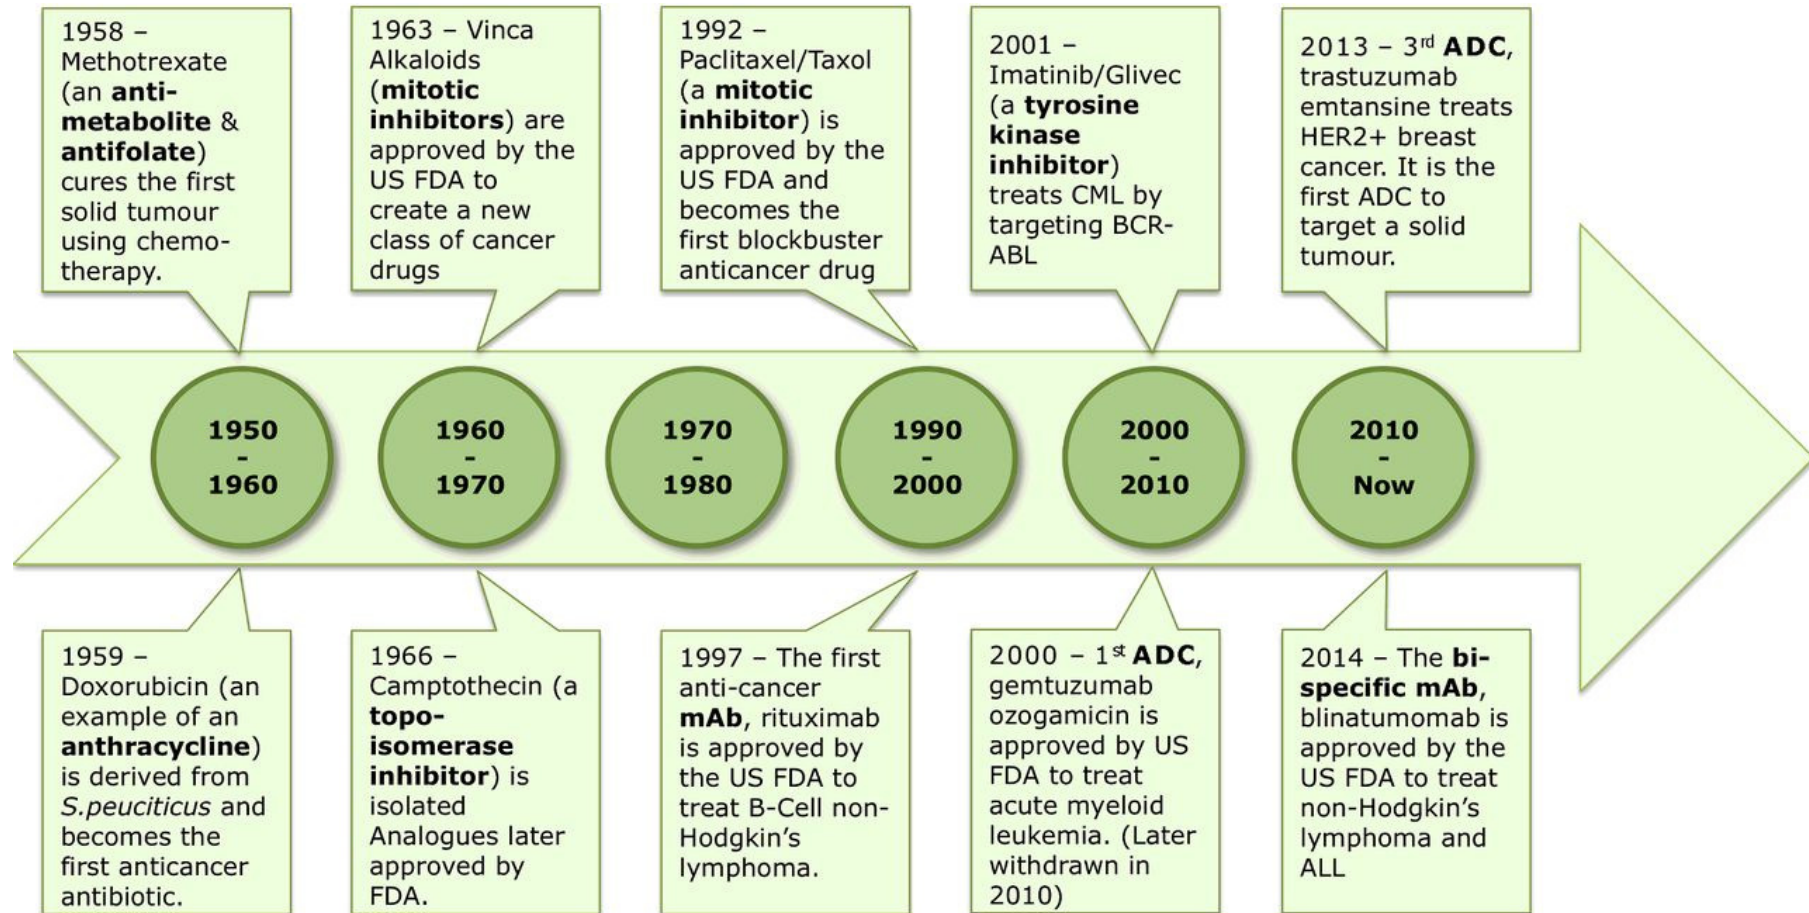 1958 –
Methotrexate
(an anti-
metabolite &
antifolate)
cures the first
solid tumour
using chemo-
therapy.
1963 – Vinca
Alkaloids
(mitotic
inhibitors) are
approved by the
US FDA to
create a new
class of cancer
drugs
1992 –
Paclitaxel/Taxol
(a mitotic
inhibitor) is
approved by the
US FDA and
becomes the
first blockbuster
anticancer drug
2001 –
Imatinib/Glivec
(a tyrosine
kinase
inhibitor)
treats CML by
targeting BCR-
ABL
2013 – 3rd ADC,
trastuzumab
emtansine treats
HER2+ breast
cancer. It is the
first ADC to
target a solid
tumour.
1950
-
1960
1960
-
1970
1970
-
1980
1990
-
2000
2000
-
2010
2010
-
Now
1959 –
Doxorubicin (an
example of an
anthracycline)
is derived from
S.peuciticus and
becomes the
first anticancer
antibiotic.
1966 –
Camptothecin (a
topo-
isomerase
inhibitor) is
isolated
Analogues later
approved by
FDA.
1997 – The first
anti-cancer
mAb, rituximab
is approved by
the US FDA to
treat B-Cell non-
Hodgkin's
lymphoma.
2000 – 1st ADC,
gemtuzumab
ozogamicin is
approved by US
FDA to treat
acute myeloid
leukemia. (Later
withdrawn in
2010)
2014 – The bi-
specific mAb,
blinatumomab is
approved by the
US FDA to treat
non-Hodgkin's
lymphoma and
ALL